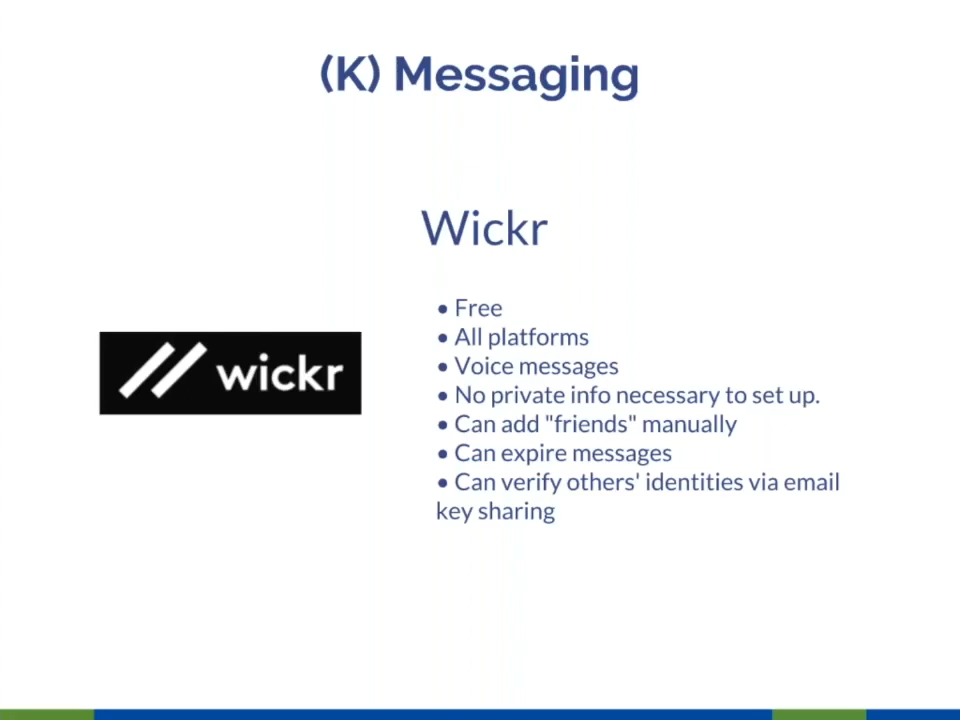 (K) Messaging
Wickr
wickr
• Free
• All platforms
• Voice messages
• No private info necessary to set up.
• Can add "friends" manually
• Can expire messages
• Can verify others' identities via email
key sharing